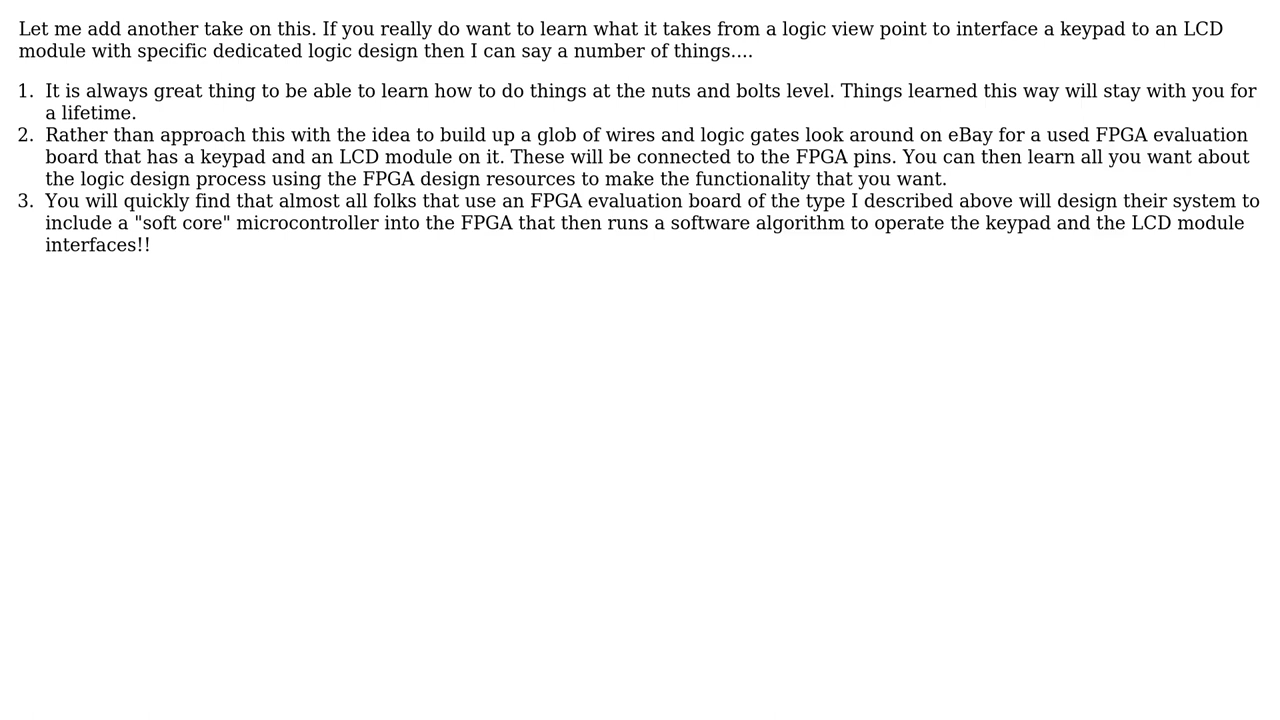 Let me add another take on this. If you really do want to learn what it takes from a logic view point to interface a keypad to an LCD
module with specific dedicated logic design then I can say a number of things....
1. It is always great thing to be able to learn how to do things at the nuts and bolts level. Things learned this way will stay with you for
a lifetime.
2. Rather than approach this with the idea to build up a glob of wires and logic gates look around on eBay for a used FPGA evaluation
board that has a keypad and an LCD module on it. These will be connected to the FPGA pins. You can then learn all you want about
the logic design process using the FPGA design resources to make the functionality that you want.
3. You will quickly find that almost all folks that use an FPGA evaluation board of the type I described above will design their system to
include a "soft core" microcontroller into the FPGA that then runs a software algorithm to operate the keypad and the LCD module
interfaces!!